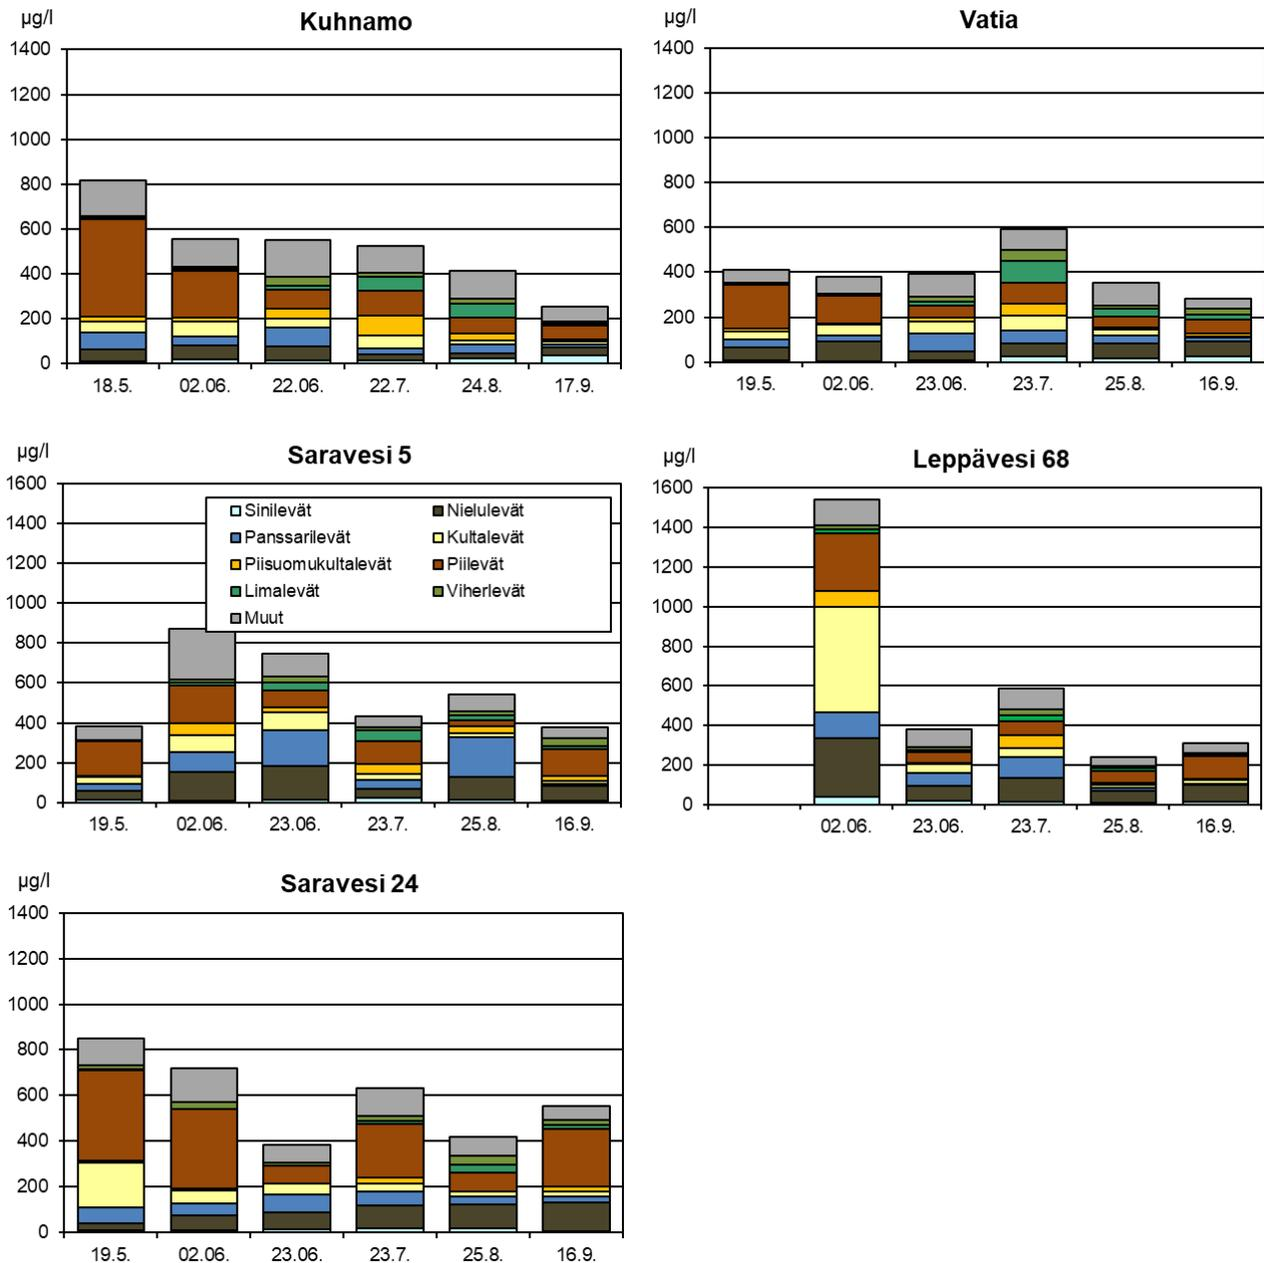 µg/l
Kuhnamo
1400
1200
1000
800
600
400
200
0
18.5. 02.06. 22.06. 22.7. 24.8. 17.9.
µg/l
Vatia
1400
1200
1000
800
600
400
200
0
19.5. 02.06. 23.06. 23.7. 25.8. 16.9.
µg/l
Saravesi 5
1600
1400
1200
1000
800
600
400
200
0
Sinilevät Nielulevät
Panssarilevät Kultalevät
Piisuomukultalevät Piilevät
Limalevät Viherlevät
Muut
19.5. 02.06. 23.06. 23.7. 25.8. 16.9.
µg/l
Leppävesi 68
1600
1400
1200
1000
800
600
400
200
0
02.06. 23.06. 23.7. 25.8. 16.9.
µg/l
Saravesi 24
1400
1200
1000
800
600
400
200
0
19.5. 02.06. 23.06. 23.7. 25.8. 16.9.